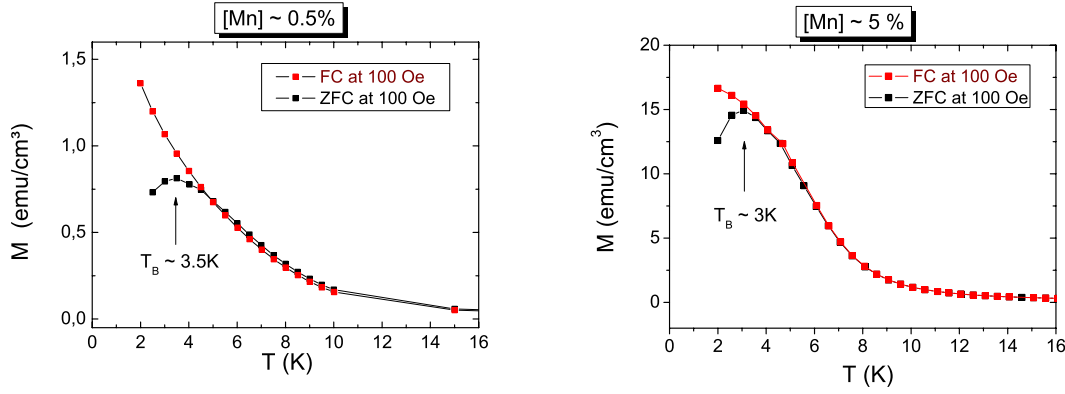 [Mn] ~ 0.5%
1,5
1,0
0,5
0,0
M (emu/cm³)
FC at 100 Oe
ZFC at 100 Oe
T_B ~ 3.5K
0 2 4 6 8 10 12 14 16
T (K)
[Mn] ~ 5 %
20
15
10
5
0
M (emu/cm³)
FC at 100 Oe
ZFC at 100 Oe
T_B ~ 3K
0 2 4 6 8 10 12 14 16
T (K)